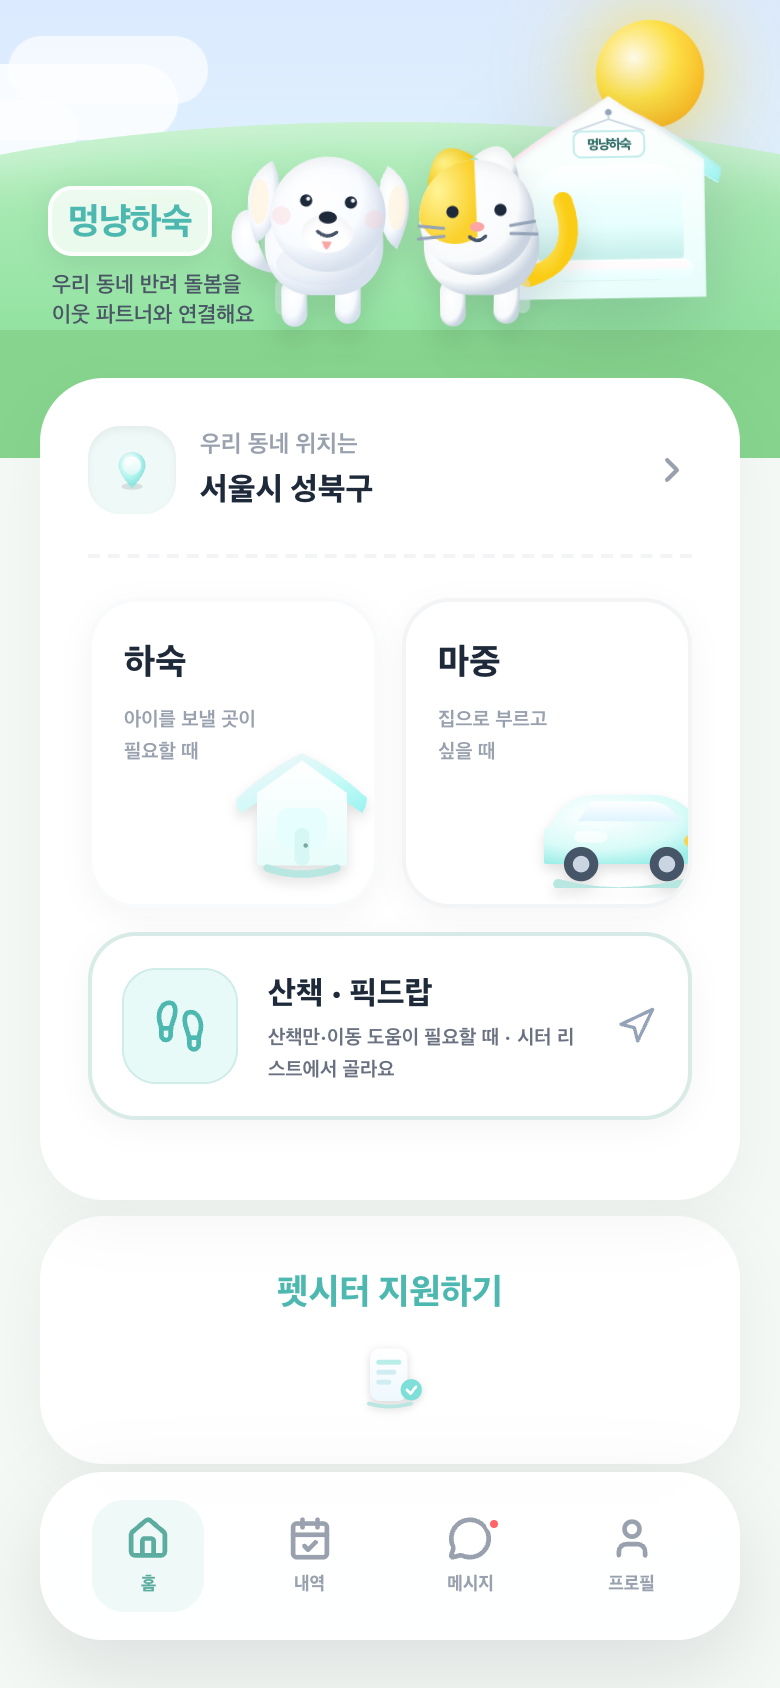 멍냥하숙
멍냥하숙
우리 동네 반려 돌봄을
이웃 파트너와 연결해요
우리 동네 위치는
서울시 성북구
하숙
아이를 보낼 곳이
필요할 때
마중
집으로 부르고
싶을 때
산책 · 픽드랍
산책만·이동 도움이 필요할 때 · 시터 리
스트에서 골라요
펫시터 지원하기
홈
내역
메시지
프로필